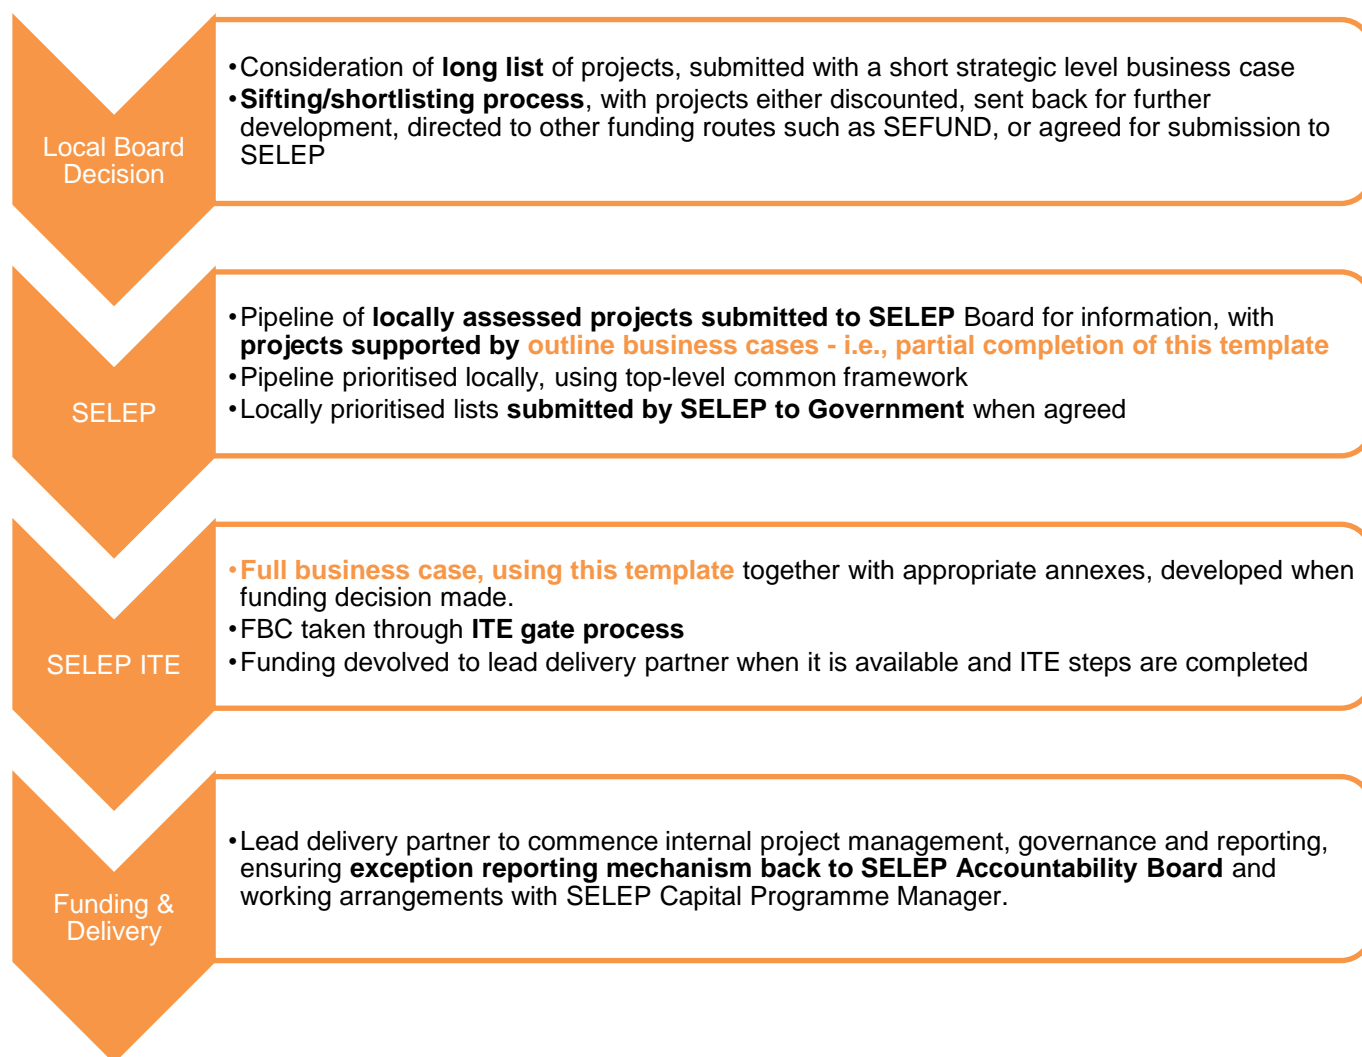 Local Board
Decision
•Consideration of long list of projects, submitted with a short strategic level business case
•Sifting/shortlisting process, with projects either discounted, sent back for further
development, directed to other funding routes such as SEFUND, or agreed for submission to
SELEP
SELEP
•Pipeline of locally assessed projects submitted to SELEP Board for information, with
projects supported by outline business cases - i.e., partial completion of this template
•Pipeline prioritised locally, using top-level common framework
•Locally prioritised lists submitted by SELEP to Government when agreed
SELEP ITE
•Full business case, using this template together with appropriate annexes, developed when
funding decision made.
•FBC taken through ITE gate process
•Funding devolved to lead delivery partner when it is available and ITE steps are completed
Funding &
Delivery
•Lead delivery partner to commence internal project management, governance and reporting,
ensuring exception reporting mechanism back to SELEP Accountability Board and
working arrangements with SELEP Capital Programme Manager.